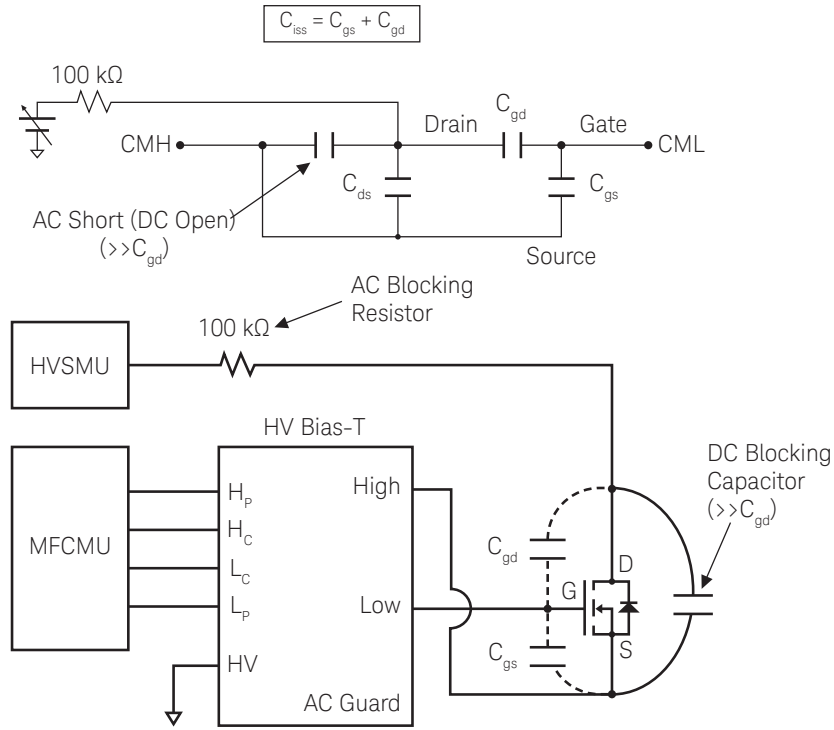 C_iss = C_gs + C_gd
100 kΩ
CMH
Drain
C_gd
Gate
CML
C_ds
C_gs
AC Short (DC Open)
(>>C_gd)
Source
AC Blocking
Resistor
100 kΩ
HVSMU
HV Bias-T
DC Blocking
Capacitor
(>>C_gd)
MFCMU
H_P
H_C
L_C
L_P
HV
High
Low
AC Guard
C_gd
C_gs
G
D
S